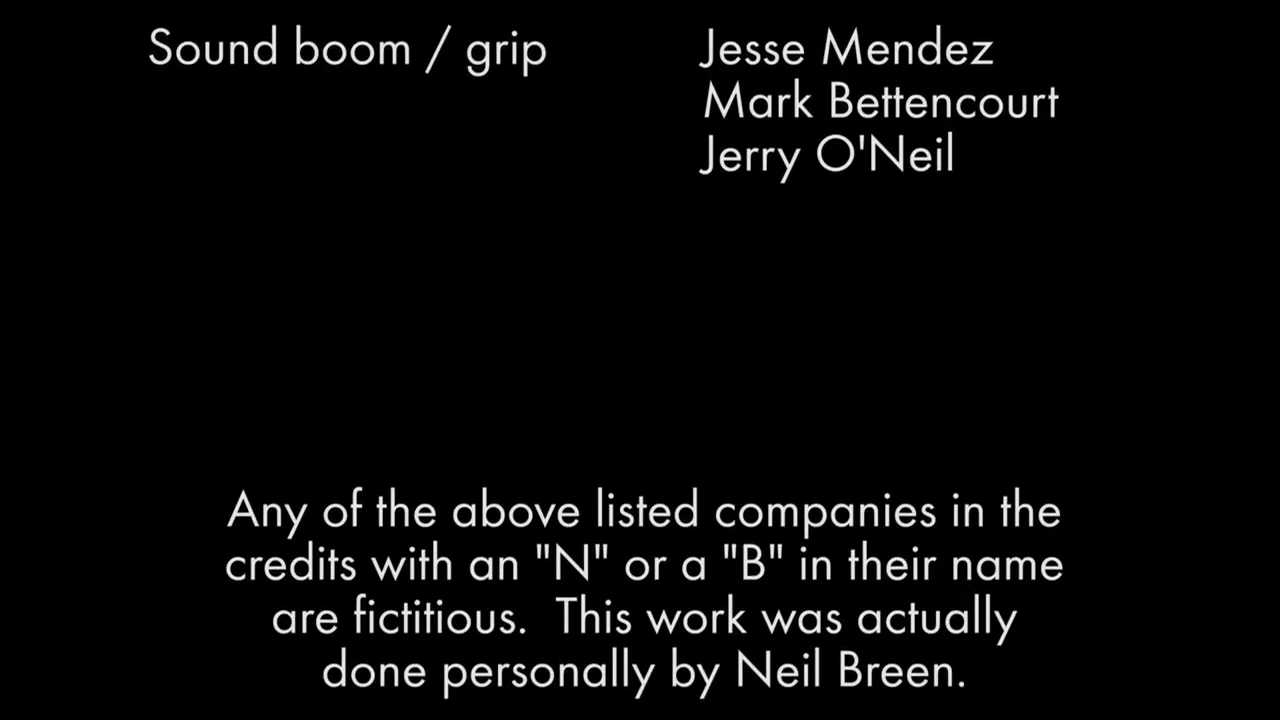 Sound boom / grip Jesse Mendez
Mark Bettencourt
Jerry O'Neil
Any of the above listed companies in the
credits with an "N" or a "B" in their name
are fictitious.  This work was actually
done personally by Neil Breen.